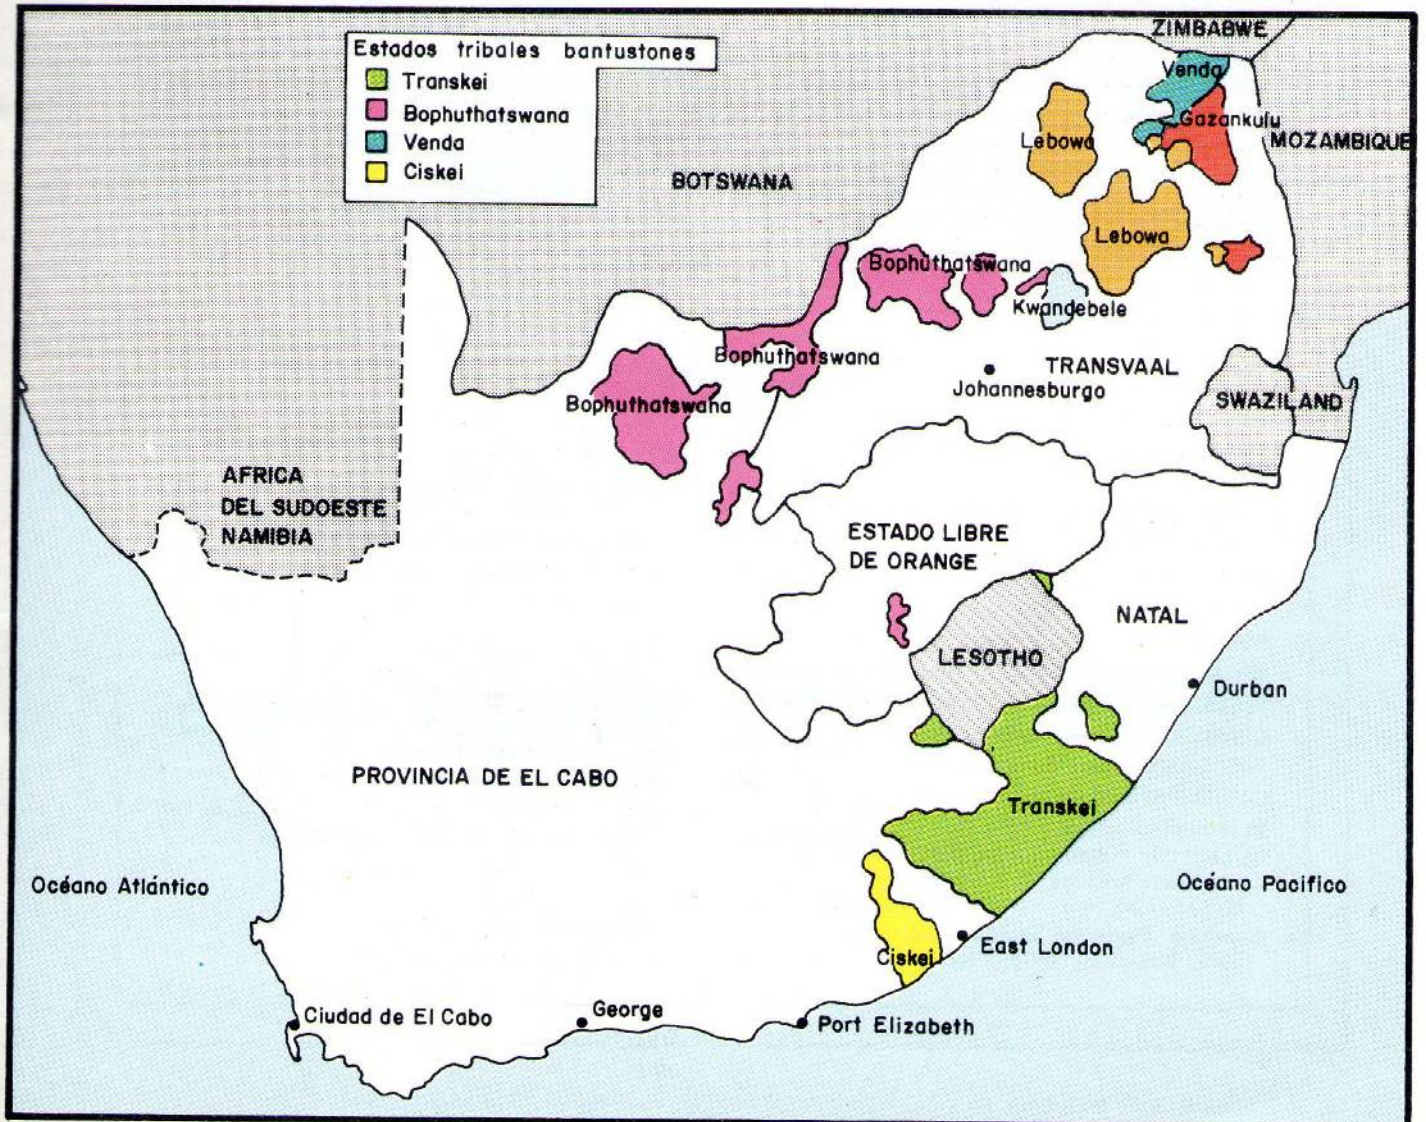 Estados tribales bantustones
Transkei
Bophuthatswana
Venda
Ciskei
ZIMBABWE
Venda
Gazankulu
MOZAMBIQUE
Lebowa
BOTSWANA
Lebowa
Bophuthatswana
Kwandebele
Bophuthatswana
TRANSVAAL
Johannesburgo
SWAZILAND
Bophuthatswana
AFRICA
DEL SUDOESTE
NAMIBIA
ESTADO LIBRE
DE ORANGE
NATAL
LESOTHO
Durban
PROVINCIA DE EL CABO
Transkei
Océano Atlántico
Océano Pacifico
East London
Ciskei
Ciudad de El Cabo
George
Port Elizabeth